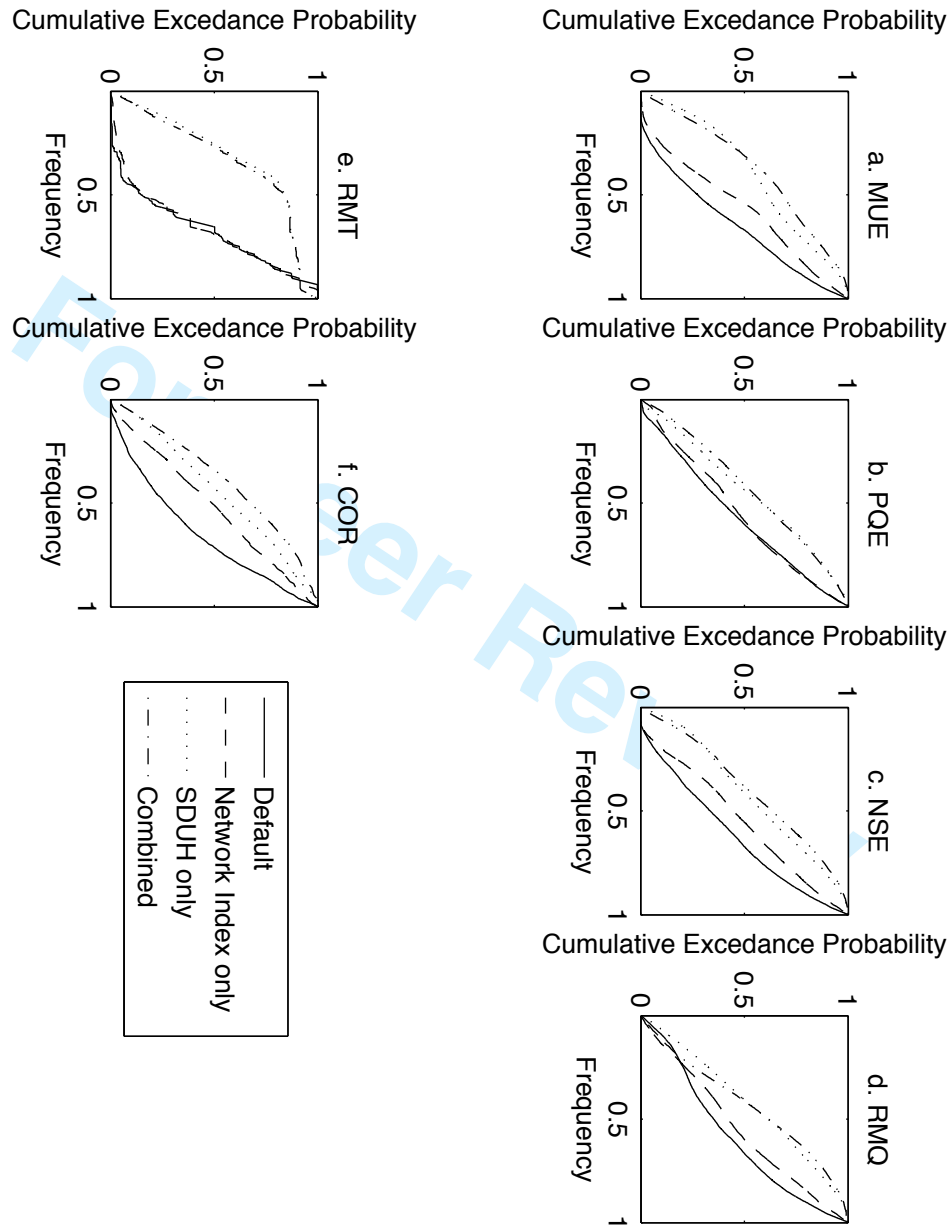 a. MUE
Cumulative Excedance Probability
1
0.5
0
0.5
1
Frequency
b. PQE
Cumulative Excedance Probability
1
0.5
0
0.5
1
Frequency
c. NSE
Cumulative Excedance Probability
1
0.5
0
0.5
1
Frequency
d. RMQ
Cumulative Excedance Probability
1
0.5
0
0.5
1
Frequency
e. RMT
Cumulative Excedance Probability
1
0.5
0
0.5
1
Frequency
f. COR
Cumulative Excedance Probability
1
0.5
0
0.5
1
Frequency
Default
Network Index only
SDUH only
Combined
For Peer Review